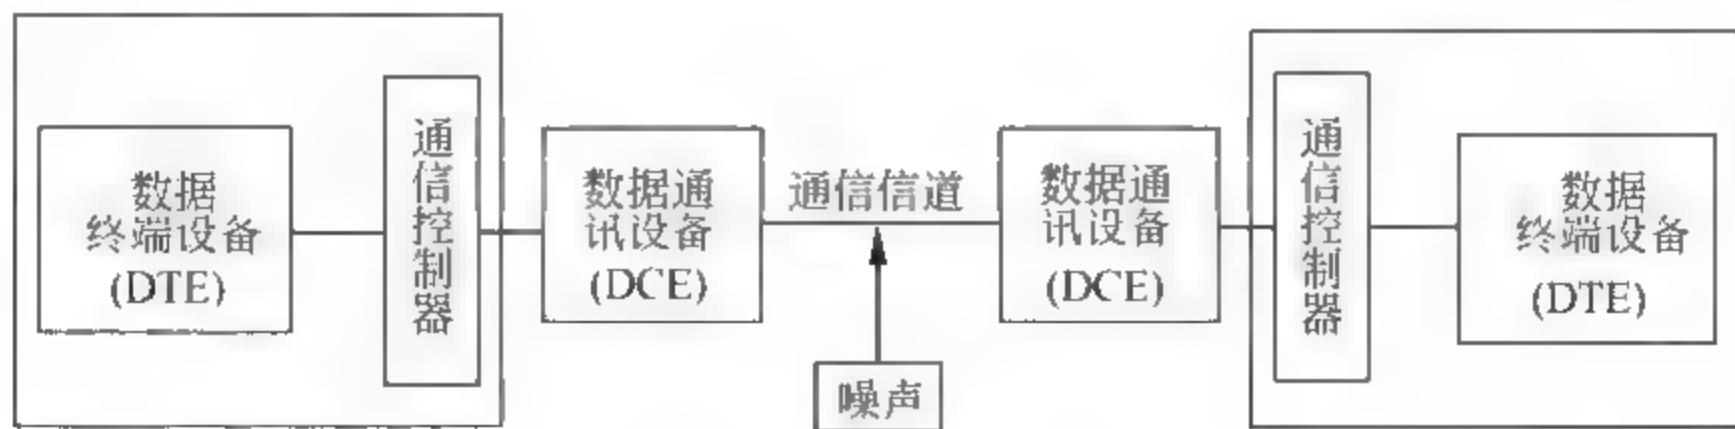 数据
终端设备
(DTE)
通信控制器
数据通
讯设备
(DCE)
通信信道
噪声
数据通
讯设备
(DCE)
通信控制器
数据
终端设备
(DTE)